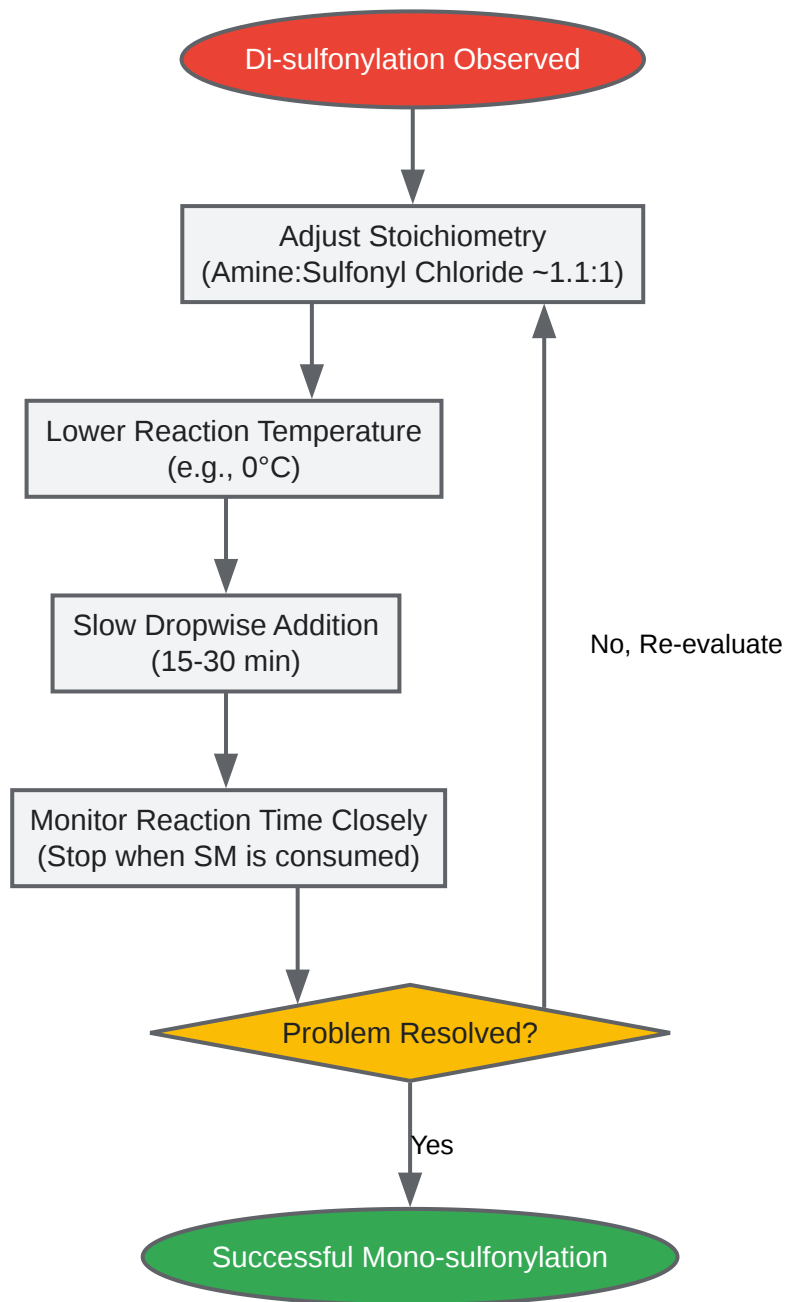 Di-sulfonylation Observed
Adjust Stoichiometry
(Amine:Sulfonyl Chloride ~1.1:1)
Lower Reaction Temperature
(e.g., 0°C)
Slow Dropwise Addition
(15-30 min)
No, Re-evaluate
Monitor Reaction Time Closely
(Stop when SM is consumed)
Problem Resolved?
Yes
Successful Mono-sulfonylation